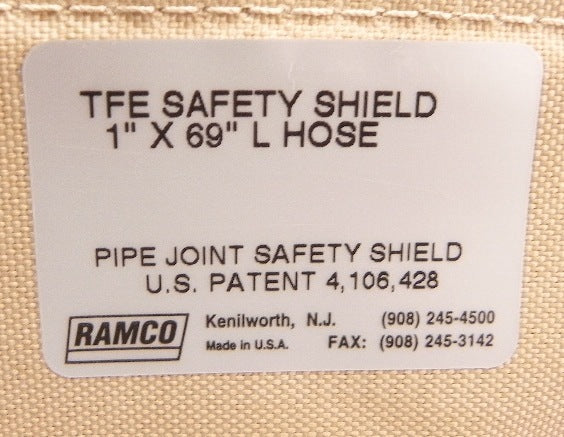 TFE SAFETY SHIELD
1" X 69" L HOSE
PIPE JOINT SAFETY SHIELD
U.S. PATENT 4,106,428
RAMCO
Kenilworth, N.J. (908) 245-4500
Made in U.S.A. FAX: (908) 245-3142